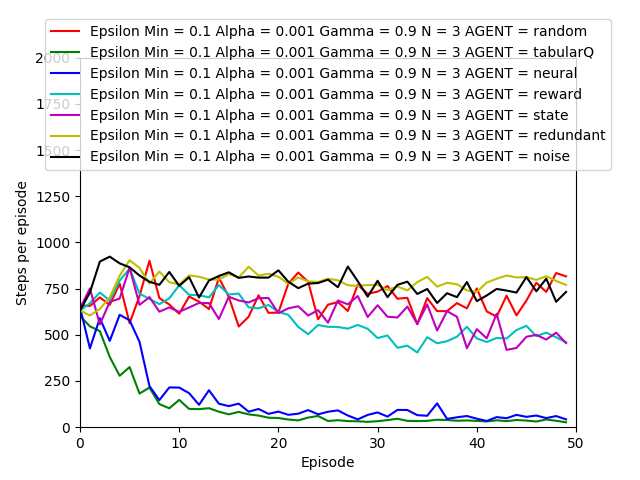 Epsilon Min = 0.1 Alpha = 0.001 Gamma = 0.9 N = 3 AGENT = random
Epsilon Min = 0.1 Alpha = 0.001 Gamma = 0.9 N = 3 AGENT = tabularQ
Epsilon Min = 0.1 Alpha = 0.001 Gamma = 0.9 N = 3 AGENT = neural
Epsilon Min = 0.1 Alpha = 0.001 Gamma = 0.9 N = 3 AGENT = reward
Epsilon Min = 0.1 Alpha = 0.001 Gamma = 0.9 N = 3 AGENT = state
Epsilon Min = 0.1 Alpha = 0.001 Gamma = 0.9 N = 3 AGENT = redundant
Epsilon Min = 0.1 Alpha = 0.001 Gamma = 0.9 N = 3 AGENT = noise
2000
1750
1500
1250
1000
750
500
250
0
Steps per episode
0 10 20 30 40 50
Episode